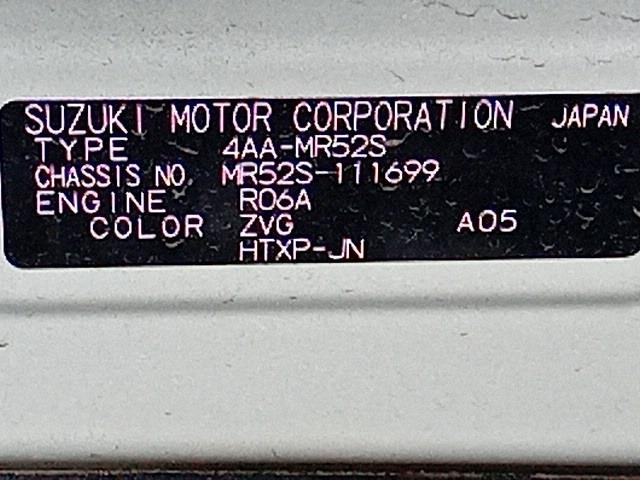 SUZUKI MOTOR CORPORATION JAPAN
TYPE 4AA-MR52S
CHASSIS NO MR52S-111699
ENGINE R06A
COLOR ZVG A05
HTXP-JN